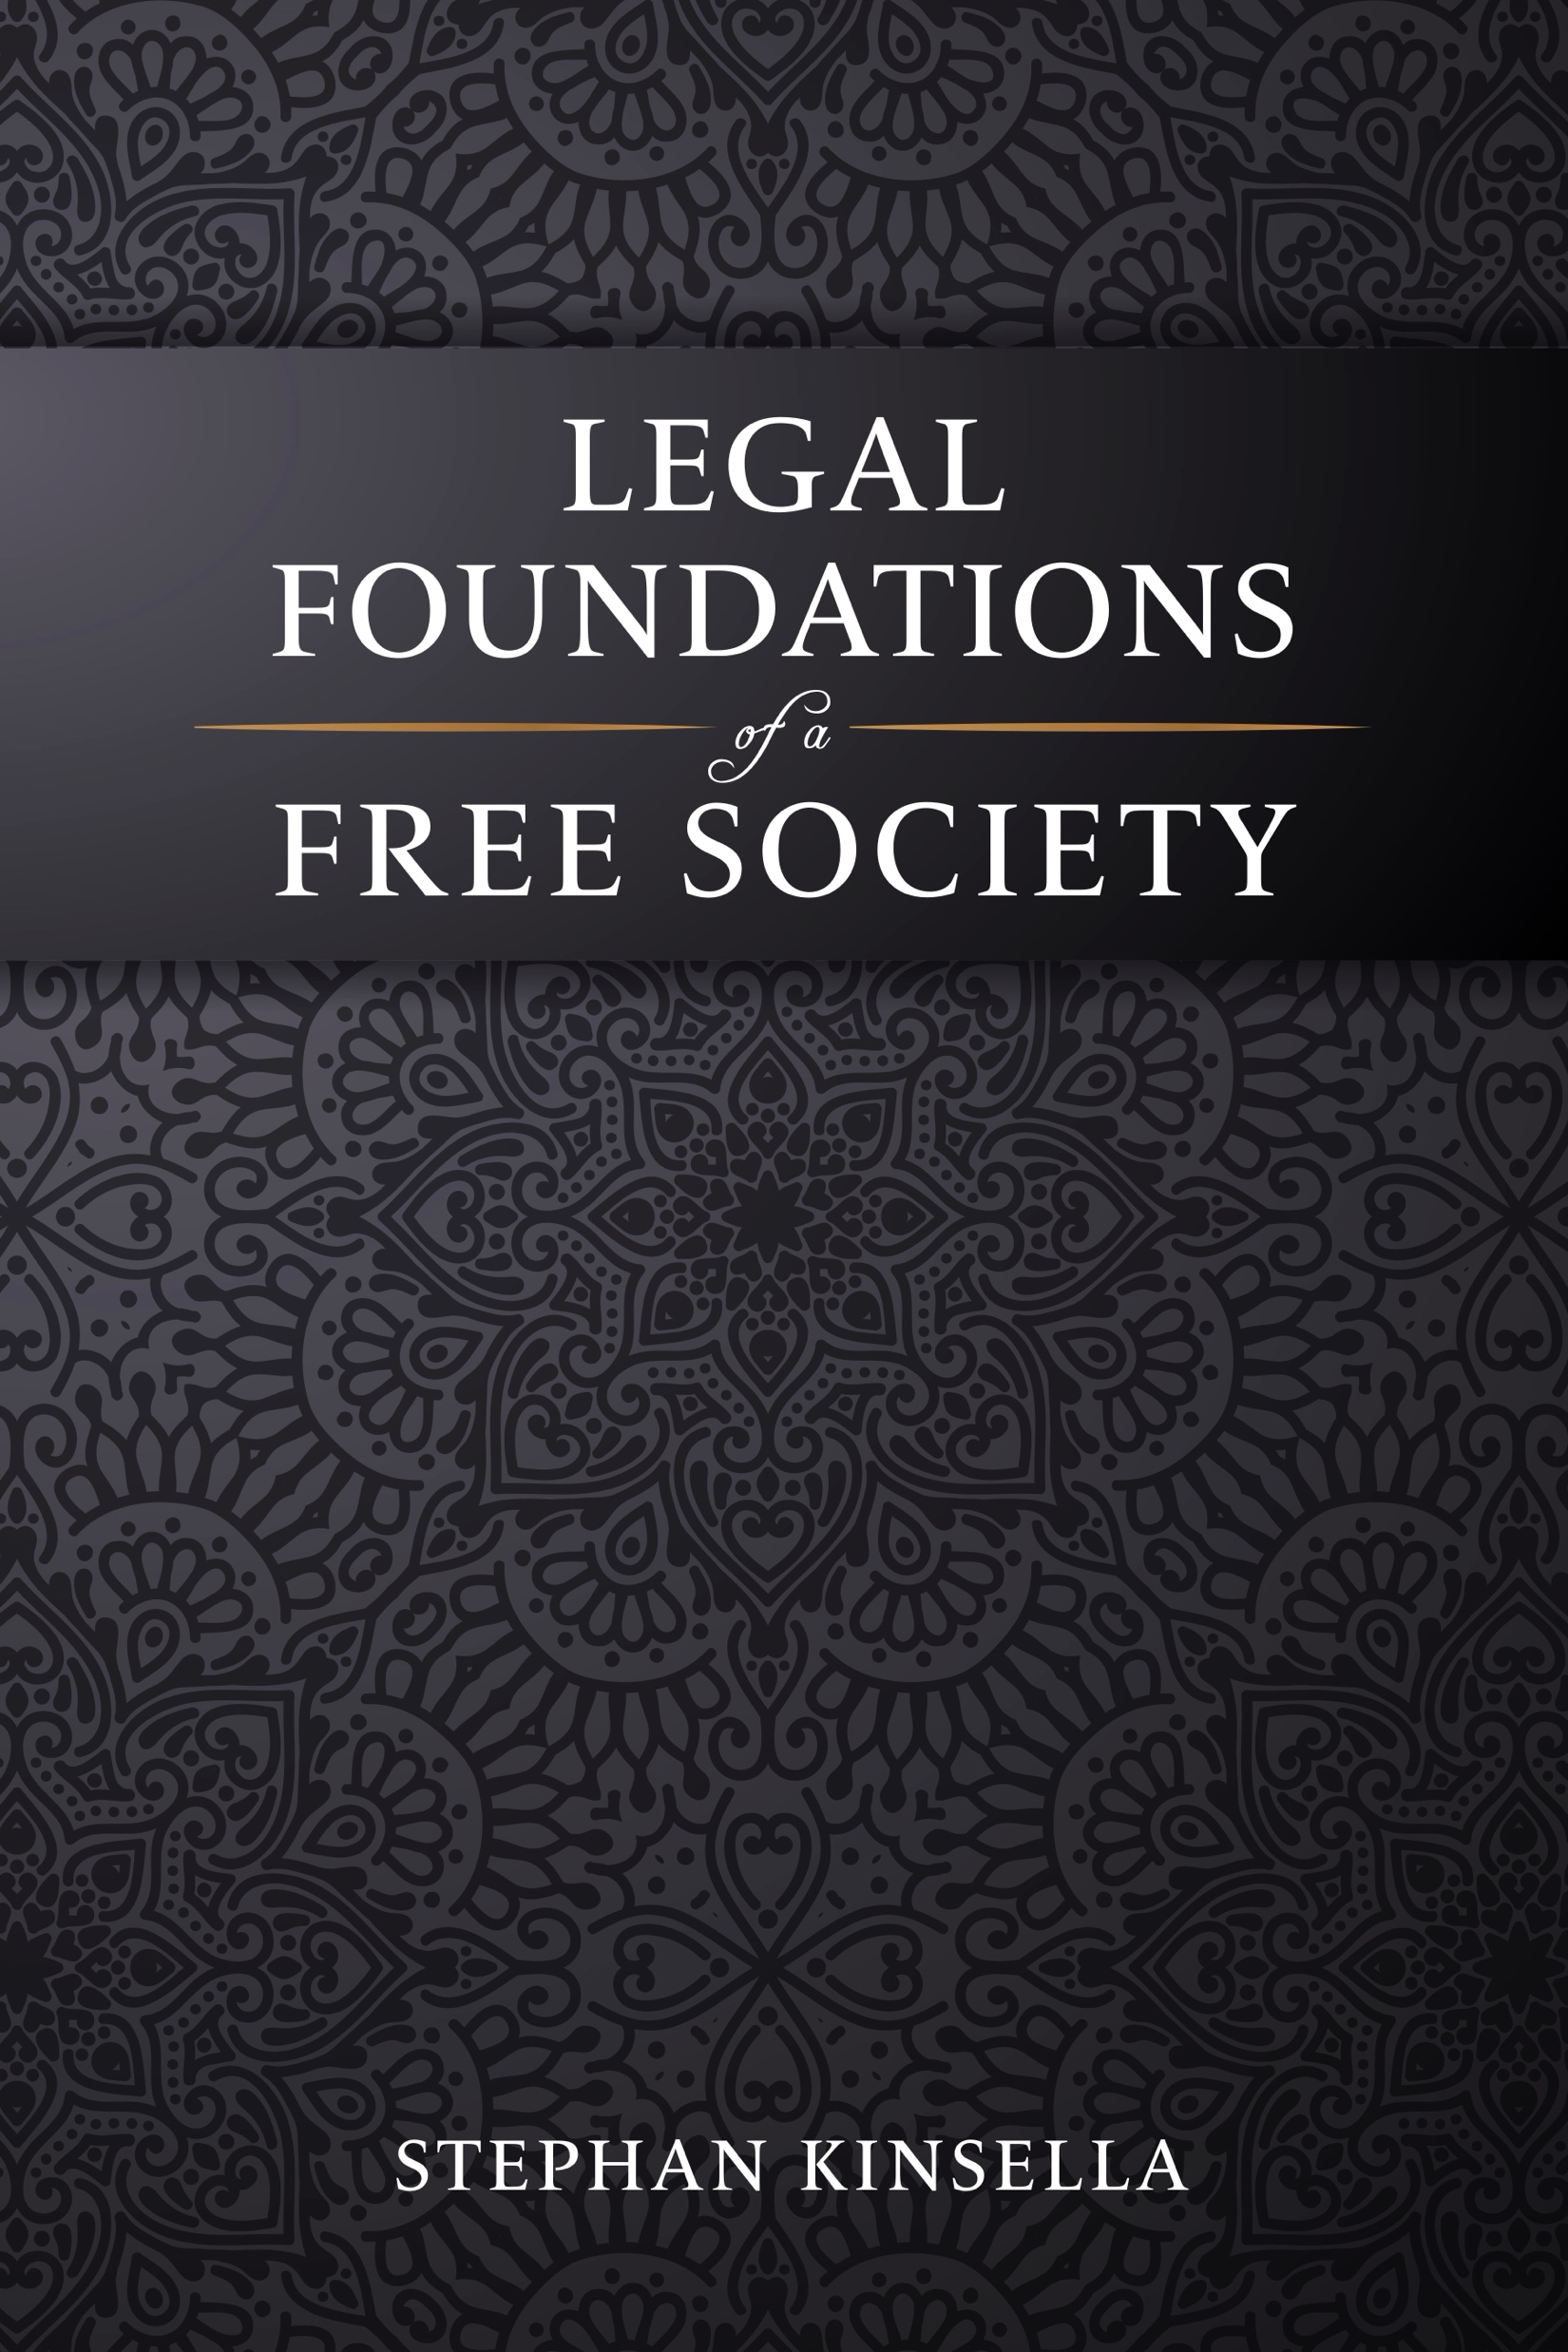 LEGAL
FOUNDATIONS
of a
FREE SOCIETY
STEPHAN KINSELLA